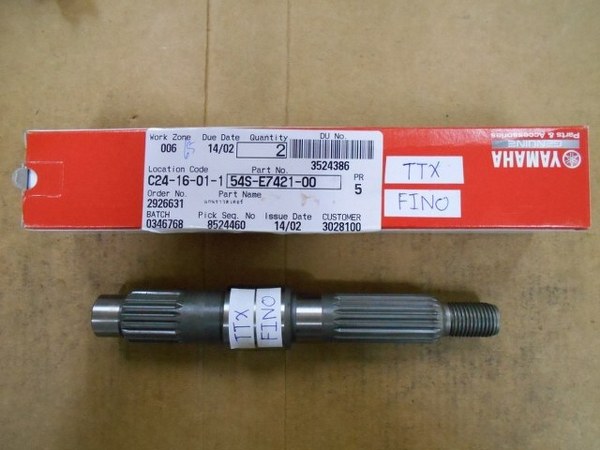 Work Zone Due Date Quantity DU No.
006 15 14/02 2 3524386
Location Code Part No. PR
C24-16-01-1 54S-E7421-00 5
Order No. Part Name
2926631
BATCH Pick Seq. No Issue Date CUSTOMER
0346768 8524460 14/02 3028100
TTX
FINO
YAMAHA
GENUINE
Parts & Accessories
TTX
FINO